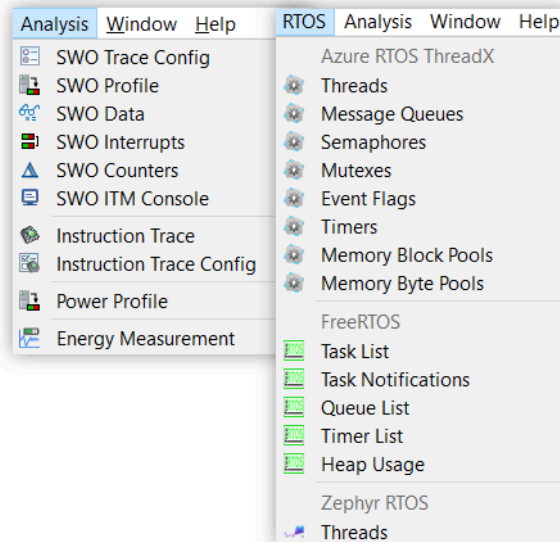 Analysis Window Help
SWO Trace Config
SWO Profile
SWO Data
SWO Interrupts
SWO Counters
SWO ITM Console
Instruction Trace
Instruction Trace Config
Power Profile
Energy Measurement
RTOS Analysis Window Help
Azure RTOS ThreadX
Threads
Message Queues
Semaphores
Mutexes
Event Flags
Timers
Memory Block Pools
Memory Byte Pools
FreeRTOS
Task List
Task Notifications
Queue List
Timer List
Heap Usage
Zephyr RTOS
Threads